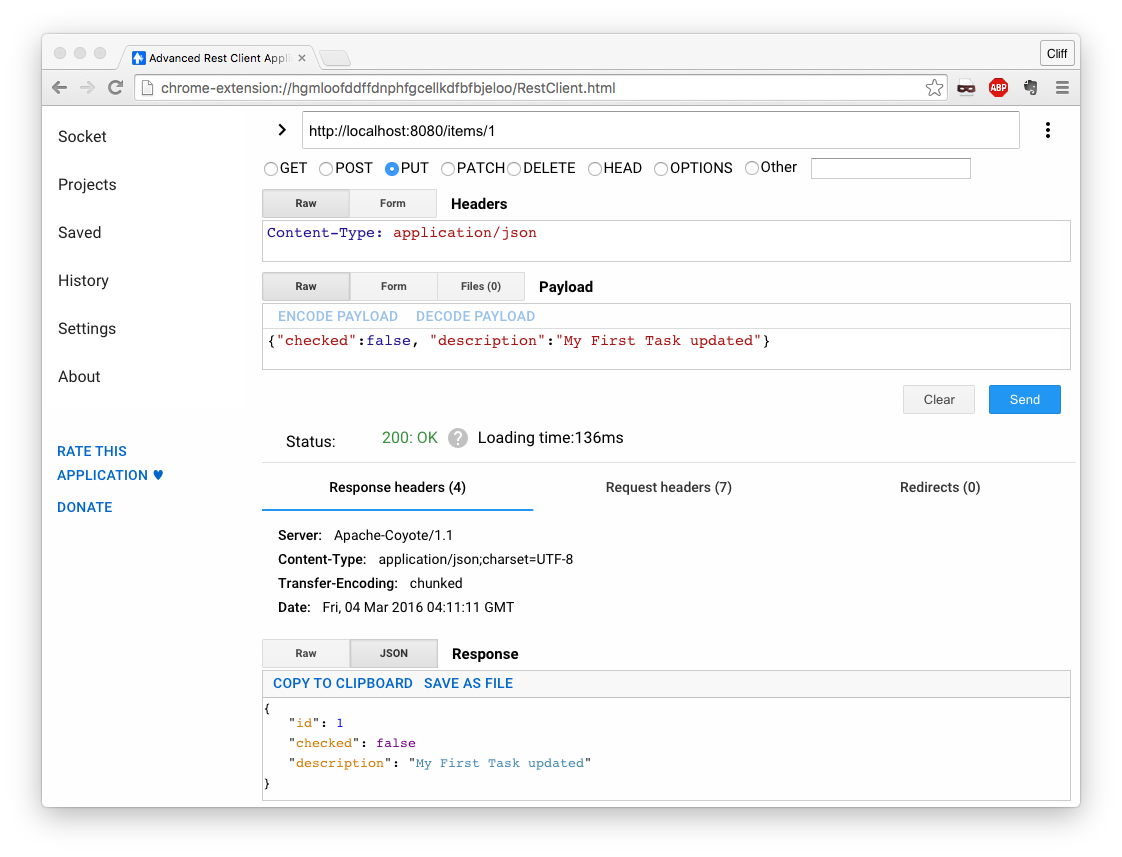 Advanced Rest Client Appli
Cliff
chrome-extension://hgmloofddffdnphfgcellkdfbfbjeloo/RestClient.html
ABP
Socket
Projects
Saved
History
Settings
About
RATE THIS
APPLICATION ♥
DONATE
http://localhost:8080/items/1
GET POST PUT PATCH DELETE HEAD OPTIONS Other
Raw Form Headers
Content-Type: application/json
Raw Form Files (0) Payload
ENCODE PAYLOAD DECODE PAYLOAD
{"checked":false, "description":"My First Task updated"}
Clear Send
Status: 200: OK ? Loading time:136ms
Response headers (4) Request headers (7) Redirects (0)
Server: Apache-Coyote/1.1
Content-Type: application/json;charset=UTF-8
Transfer-Encoding: chunked
Date: Fri, 04 Mar 2016 04:11:11 GMT
Raw JSON Response
COPY TO CLIPBOARD SAVE AS FILE
{
"id": 1
"checked": false
"description": "My First Task updated"
}